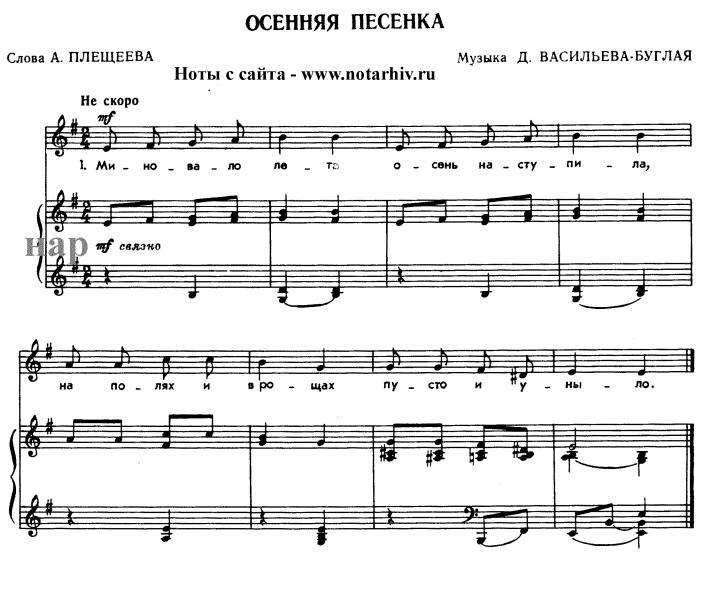 ОСЕННЯЯ ПЕСЕНКА
Слова А. ПЛЕЩЕЕВА
Музыка Д. ВАСИЛЬЕВА-БУГЛАЯ
Ноты с сайта - www.notarhiv.ru
Не скоро
mf
1. Ми-но-ва-ло ле-то о-сень на-сту-пи-ла,
нар
mf связно
на по-лях и в ро-щах пу-сто и у-ны-ло.